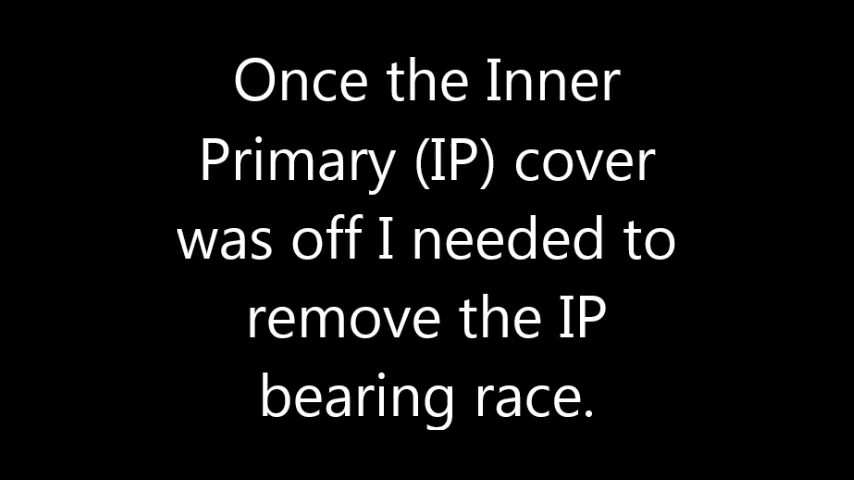 Once the Inner
Primary (IP) cover
was off I needed to
remove the IP
bearing race.